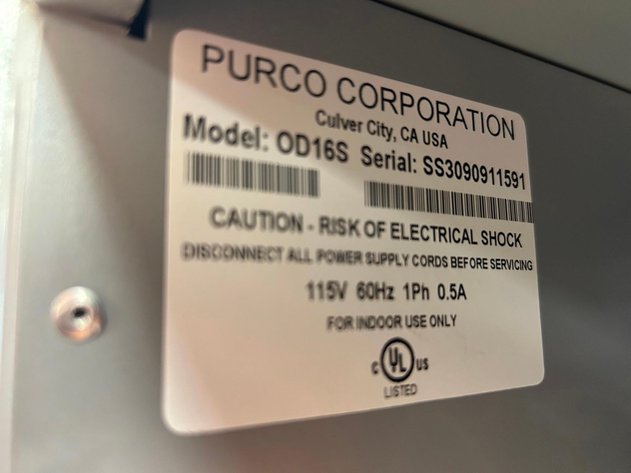 PURCO CORPORATION
Culver City, CA USA
Model: OD16S Serial: SS3090911591
CAUTION - RISK OF ELECTRICAL SHOCK
DISCONNECT ALL POWER SUPPLY CORDS BEFORE SERVICING
115V 60Hz 1Ph 0.5A
FOR INDOOR USE ONLY
C UL US
LISTED